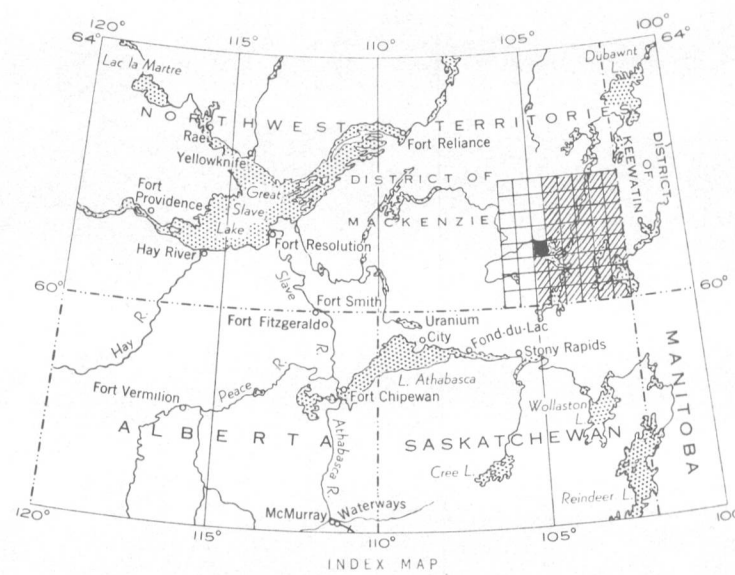 120°
115°
110°
105°
100°
64°
64°
Lac la Martre
Dubawnt
L.
NORTHWEST TERRITORIE
Rae
Yellowknife
Fort Reliance
DISTRICT
OF
KEEWATIN
DISTRICT OF
MACKENZIE
Fort
Providence
Great
Slave
Lake
Hay River
Fort Resolution
60°
60°
Slave
R.
Fort Smith
Fort Fitzgerald
Hay R.
Uranium
City
Fond-du-Lac
Stony Rapids
MANITOBA
Peace R.
L. Athabasca
Fort Vermilion
Fort Chipewan
Wollaston
L.
ALBERTA
SASKATCHEWAN
Athabasca R.
Cree L.
Reindeer L.
McMurray
Waterways
120°
115°
110°
105°
100
INDEX MAP